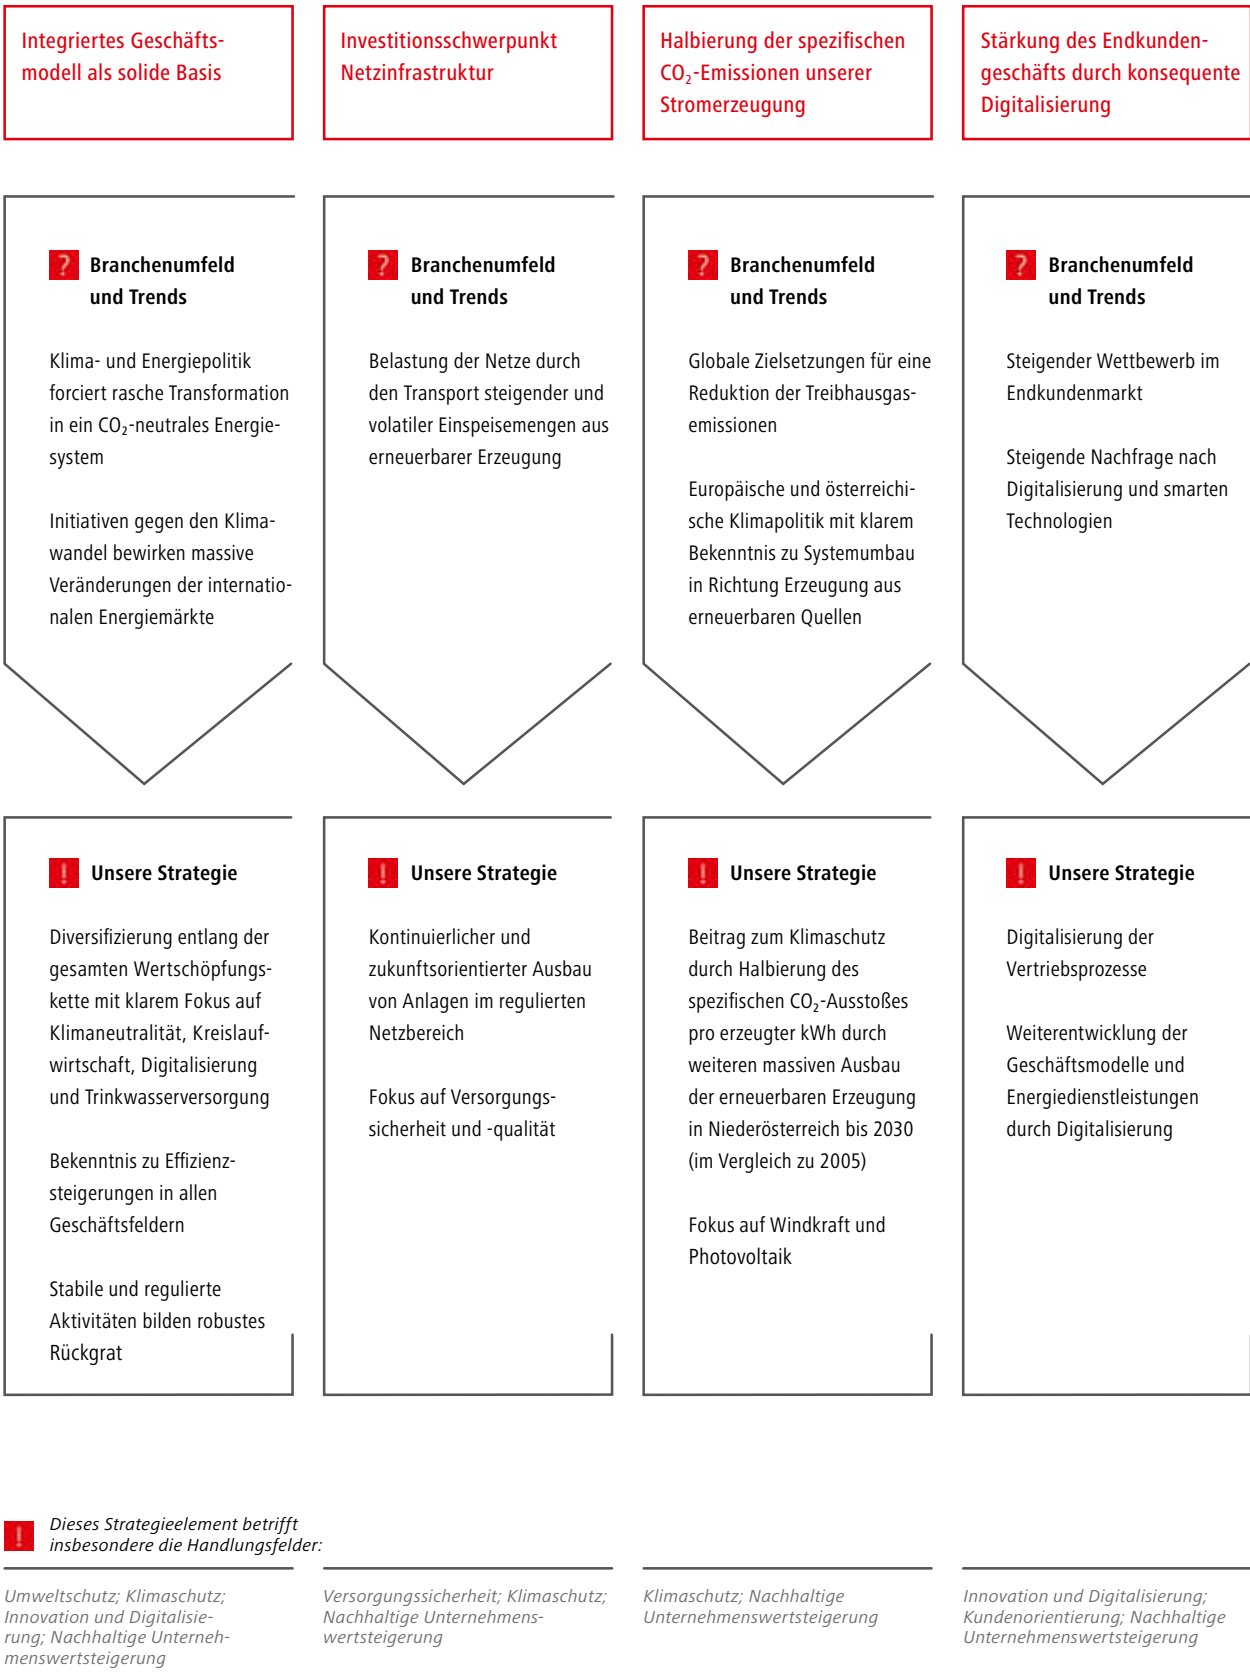 Integriertes Geschäfts-
modell als solide Basis
Investitionsschwerpunkt
Netzinfrastruktur
Halbierung der spezifischen
CO₂-Emissionen unserer
Stromerzeugung
Stärkung des Endkunden-
geschäfts durch konsequente
Digitalisierung
? Branchenumfeld
und Trends
Klima- und Energiepolitik
forciert rasche Transformation
in ein CO₂-neutrales Energie-
system
Initiativen gegen den Klima-
wandel bewirken massive
Veränderungen der internatio-
nalen Energiemärkte
? Branchenumfeld
und Trends
Belastung der Netze durch
den Transport steigender und
volatiler Einspeisemengen aus
erneuerbarer Erzeugung
? Branchenumfeld
und Trends
Globale Zielsetzungen für eine
Reduktion der Treibhausgas-
emissionen
Europäische und österreichi-
sche Klimapolitik mit klarem
Bekenntnis zu Systemumbau
in Richtung Erzeugung aus
erneuerbaren Quellen
? Branchenumfeld
und Trends
Steigender Wettbewerb im
Endkundenmarkt
Steigende Nachfrage nach
Digitalisierung und smarten
Technologien
! Unsere Strategie
Diversifizierung entlang der
gesamten Wertschöpfungs-
kette mit klarem Fokus auf
Klimaneutralität, Kreislauf-
wirtschaft, Digitalisierung
und Trinkwasserversorgung
Bekenntnis zu Effizienz-
steigerungen in allen
Geschäftsfeldern
Stabile und regulierte
Aktivitäten bilden robustes
Rückgrat
! Unsere Strategie
Kontinuierlicher und
zukunftsorientierter Ausbau
von Anlagen im regulierten
Netzbereich
Fokus auf Versorgungs-
sicherheit und -qualität
! Unsere Strategie
Beitrag zum Klimaschutz
durch Halbierung des
spezifischen CO₂-Ausstoßes
pro erzeugter kWh durch
weiteren massiven Ausbau
der erneuerbaren Erzeugung
in Niederösterreich bis 2030
(im Vergleich zu 2005)
Fokus auf Windkraft und
Photovoltaik
! Unsere Strategie
Digitalisierung der
Vertriebsprozesse
Weiterentwicklung der
Geschäftsmodelle und
Energiedienstleistungen
durch Digitalisierung
! Dieses Strategieelement betrifft
insbesondere die Handlungsfelder:
Umweltschutz; Klimaschutz;
Innovation und Digitalisie-
rung; Nachhaltige Unterneh-
menswertsteigerung
Versorgungssicherheit; Klimaschutz;
Nachhaltige Unternehmens-
wertsteigerung
Klimaschutz; Nachhaltige
Unternehmenswertsteigerung
Innovation und Digitalisierung;
Kundenorientierung; Nachhaltige
Unternehmenswertsteigerung